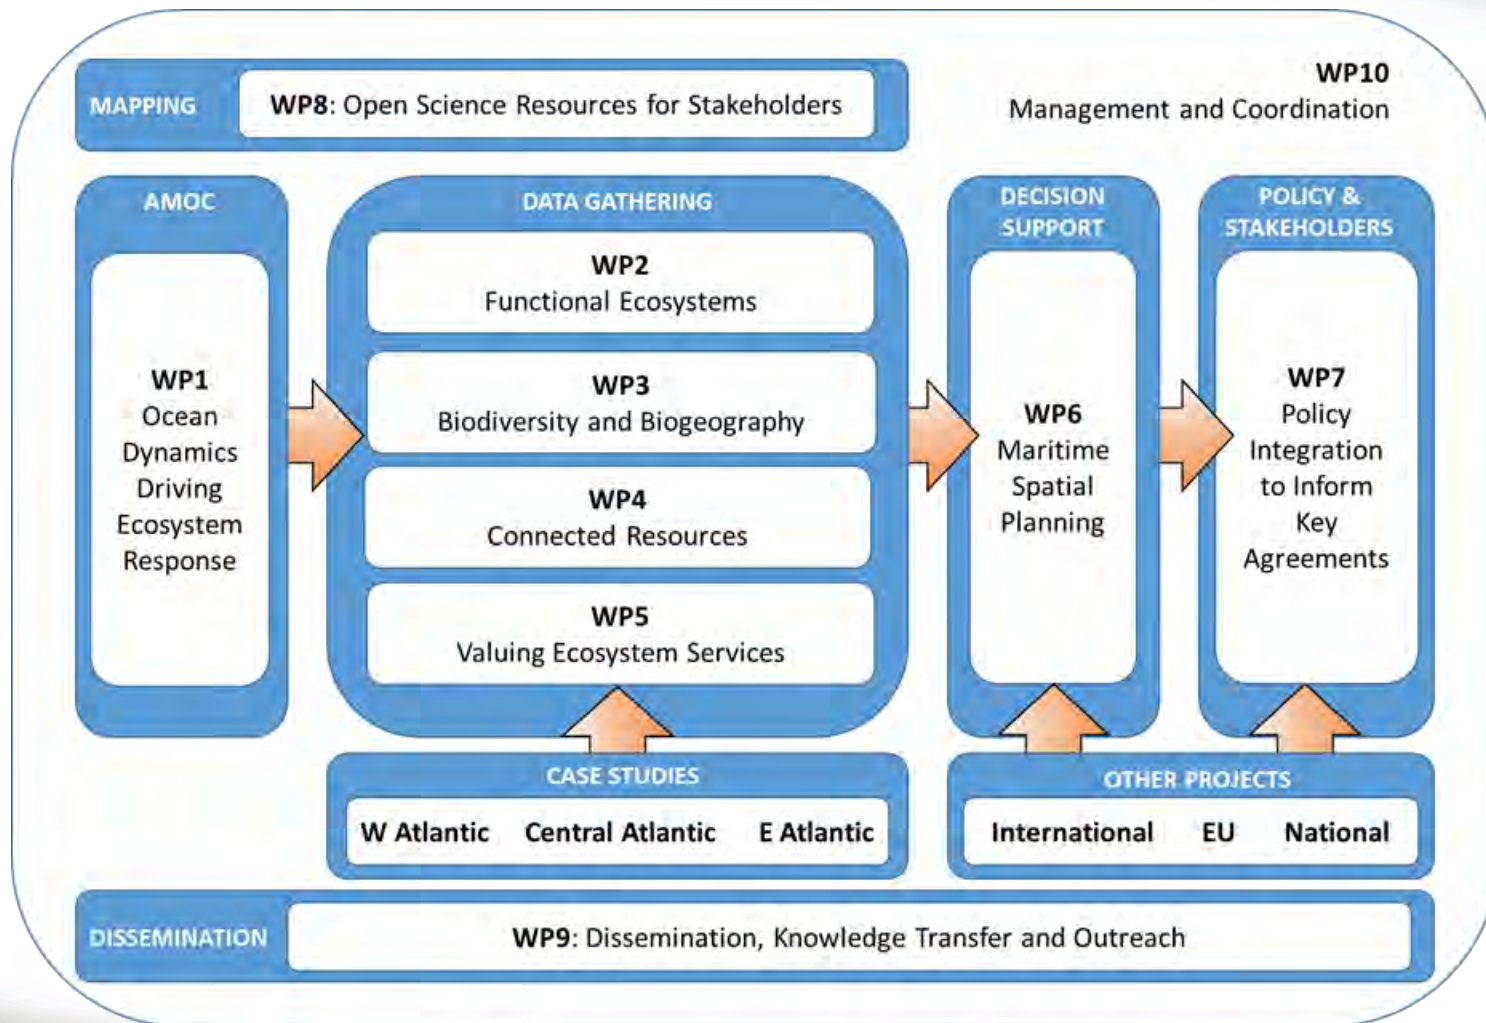 MAPPING
WP8: Open Science Resources for Stakeholders
WP10
Management and Coordination
AMOC
WP1
Ocean
Dynamics
Driving
Ecosystem
Response
DATA GATHERING
WP2
Functional Ecosystems
WP3
Biodiversity and Biogeography
WP4
Connected Resources
WP5
Valuing Ecosystem Services
DECISION
SUPPORT
WP6
Maritime
Spatial
Planning
POLICY &
STAKEHOLDERS
WP7
Policy
Integration
to Inform
Key
Agreements
CASE STUDIES
W Atlantic Central Atlantic E Atlantic
OTHER PROJECTS
International EU National
DISSEMINATION
WP9: Dissemination, Knowledge Transfer and Outreach